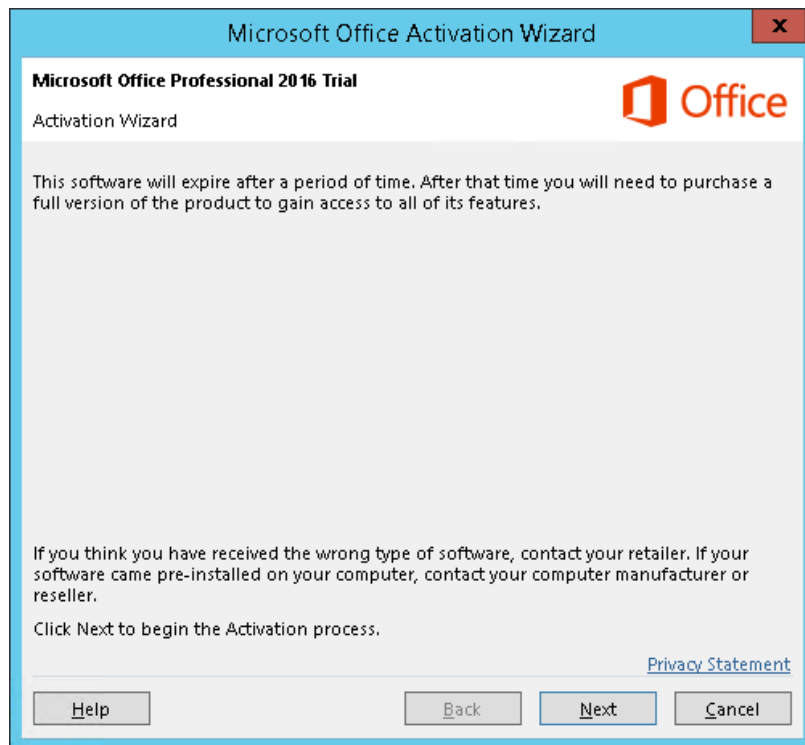 Microsoft Office Activation Wizard
x
Microsoft Office Professional 2016 Trial
Office
Activation Wizard
This software will expire after a period of time. After that time you will need to purchase a
full version of the product to gain access to all of its features.
If you think you have received the wrong type of software, contact your retailer. If your
software came pre-installed on your computer, contact your computer manufacturer or
reseller.
Click Next to begin the Activation process.
Privacy Statement
Help
Back
Next
Cancel